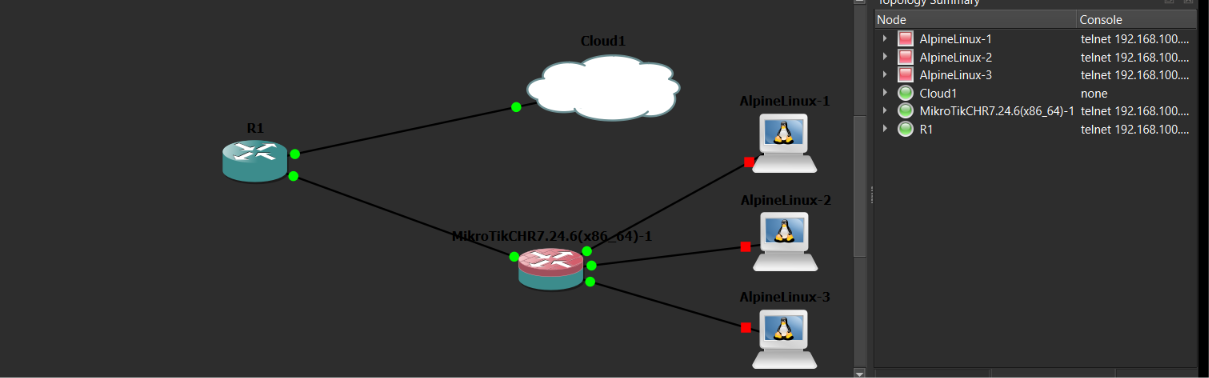 Topology Summary
Node Console
AlpineLinux-1 telnet 192.168.100....
AlpineLinux-2 telnet 192.168.100....
AlpineLinux-3 telnet 192.168.100....
Cloud1 none
MikroTikCHR7.24.6(x86_64)-1 telnet 192.168.100....
R1 telnet 192.168.100....
Cloud1
AlpineLinux-1
R1
AlpineLinux-2
MikroTikCHR7.24.6(x86_64)-1
AlpineLinux-3